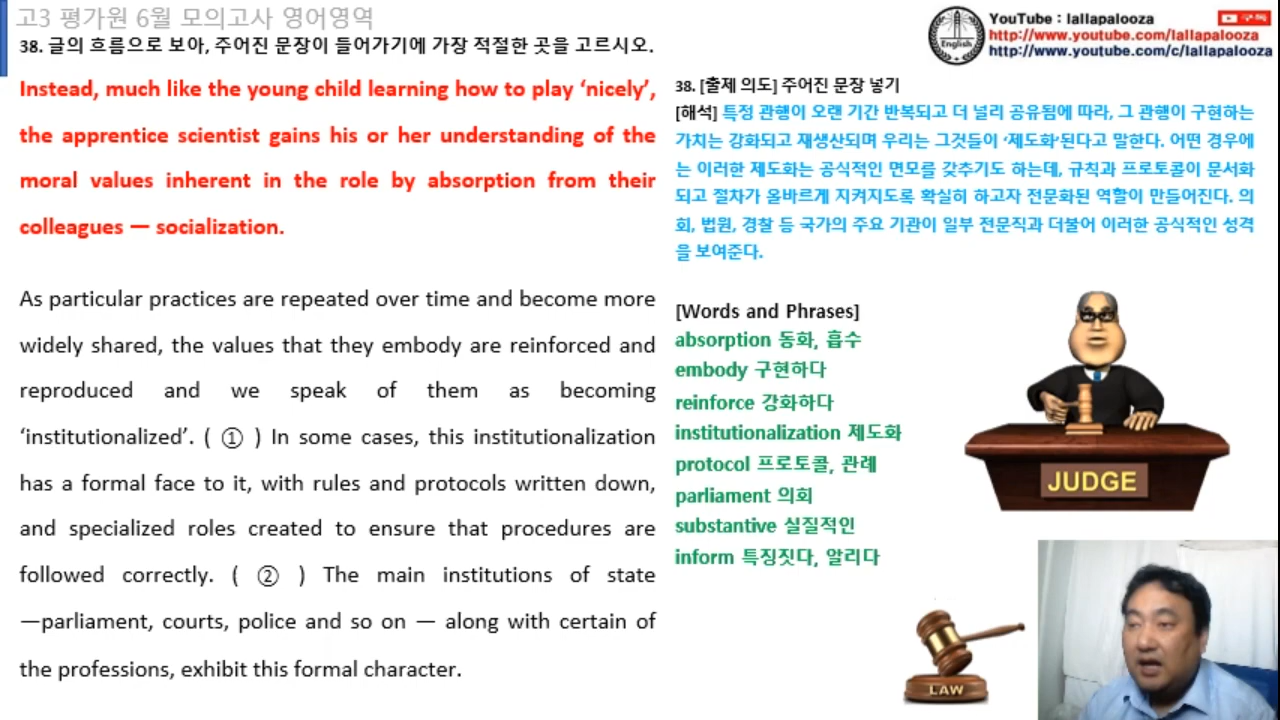 고3 평가원 6월 모의고사 영어영역
38. 글의 흐름으로 보아, 주어진 문장이 들어가기에 가장 적절한 곳을 고르시오.
Instead, much like the young child learning how to play ‘nicely’,
the apprentice scientist gains his or her understanding of the
moral values inherent in the role by absorption from their
colleagues — socialization.
As particular practices are repeated over time and become more
widely shared, the values that they embody are reinforced and
reproduced and we speak of them as becoming
‘institutionalized’. ( ① ) In some cases, this institutionalization
has a formal face to it, with rules and protocols written down,
and specialized roles created to ensure that procedures are
followed correctly. ( ② ) The main institutions of state
—parliament, courts, police and so on — along with certain of
the professions, exhibit this formal character.
English
YouTube : lallapalooza
구독
http://www.youtube.com/lallapalooza
http://www.youtube.com/c/lallapalooza
38. [출제 의도] 주어진 문장 넣기
[해석] 특정 관행이 오랜 기간 반복되고 더 널리 공유됨에 따라, 그 관행이 구현하는
가치는 강화되고 재생산되며 우리는 그것들이 ‘제도화’된다고 말한다. 어떤 경우에
는 이러한 제도화는 공식적인 면모를 갖추기도 하는데, 규칙과 프로토콜이 문서화
되고 절차가 올바르게 지켜지도록 확실히 하고자 전문화된 역할이 만들어진다. 의
회, 법원, 경찰 등 국가의 주요 기관이 일부 전문직과 더불어 이러한 공식적인 성격
을 보여준다.
[Words and Phrases]
absorption 동화, 흡수
embody 구현하다
reinforce 강화하다
institutionalization 제도화
protocol 프로토콜, 관례
parliament 의회
substantive 실질적인
inform 특징짓다, 알리다
JUDGE
LAW